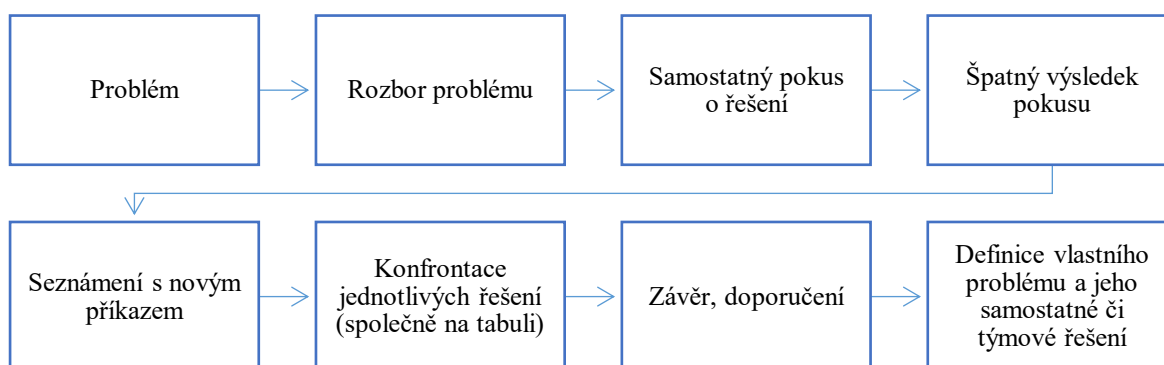 Problém
Rozbor problému
Samostatný pokus
o řešení
Špatný výsledek
pokusu
Seznámení s novým
příkazem
Konfrontace
jednotlivých řešení
(společně na tabuli)
Závěr, doporučení
Definice vlastního
problému a jeho
samostatné či
týmové řešení